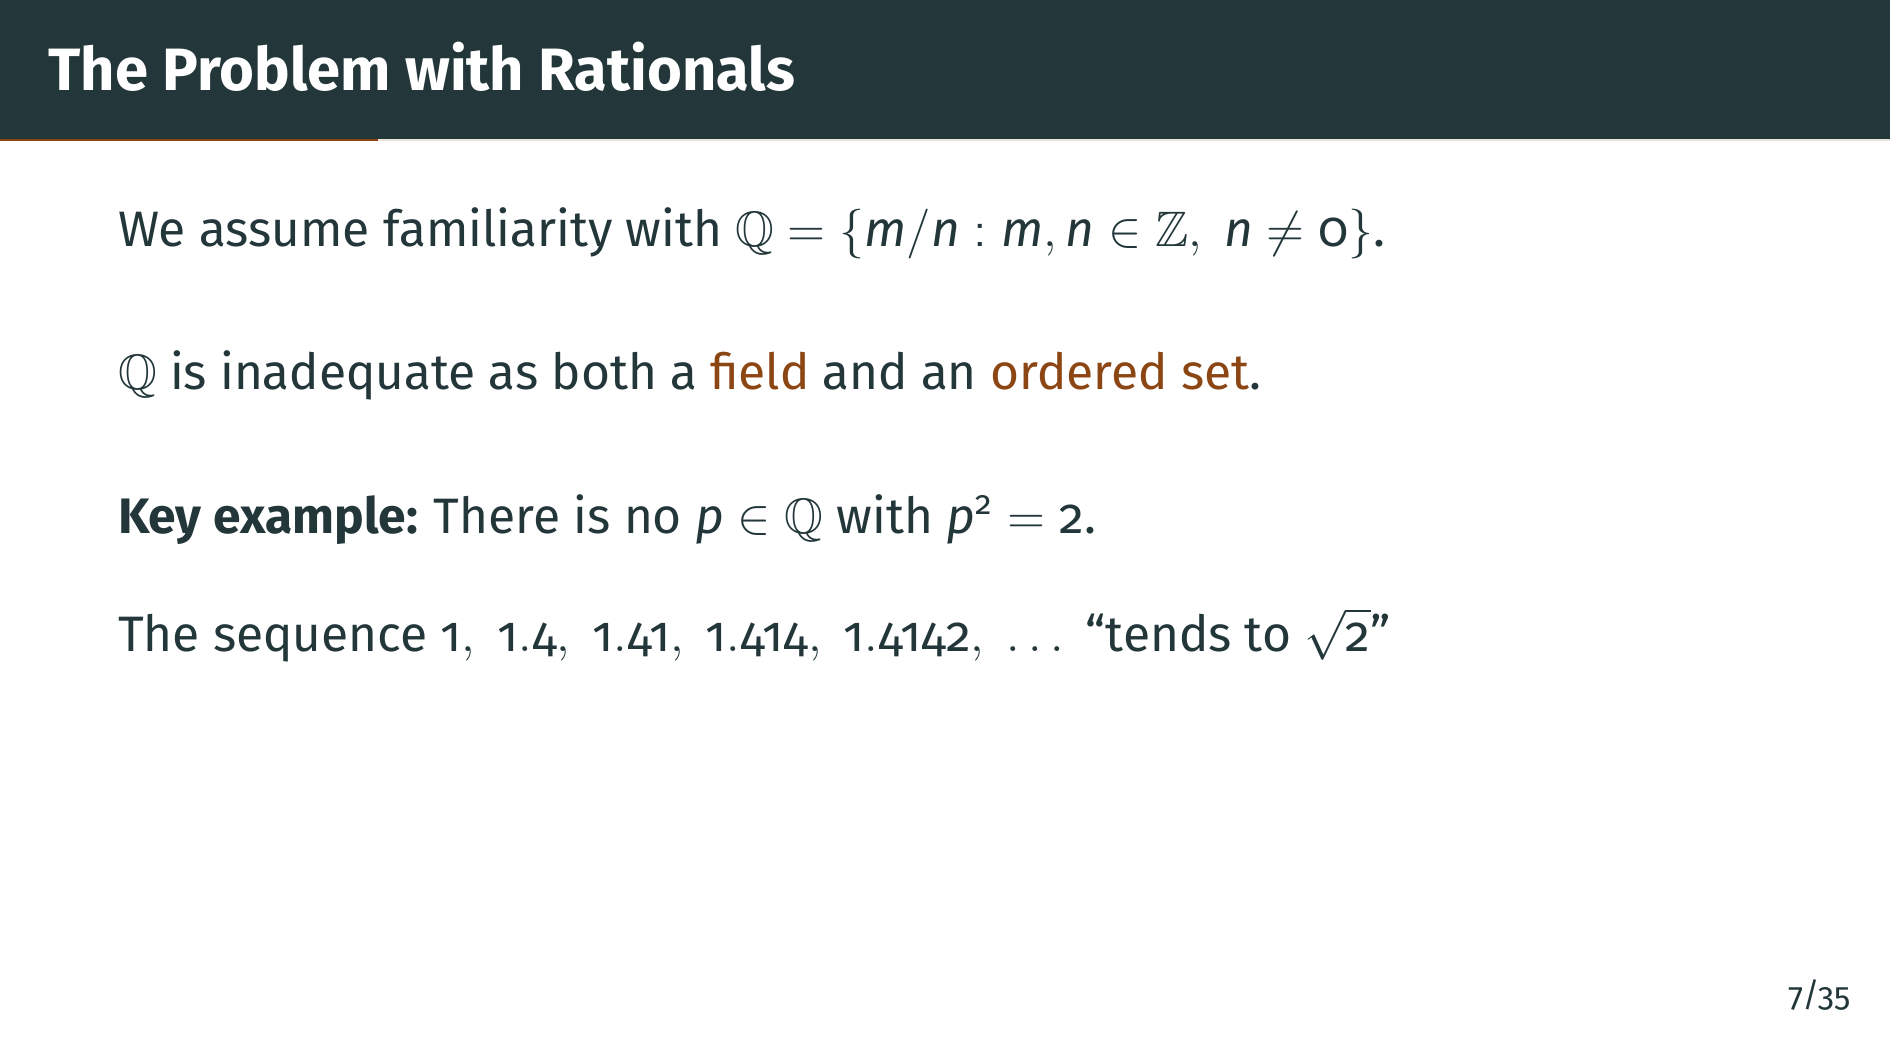 The Problem with Rationals
We assume familiarity with ℚ = {m/n : m, n ∈ ℤ, n ≠ 0}.
ℚ is inadequate as both a field and an ordered set.
Key example: There is no p ∈ ℚ with p² = 2.
The sequence 1, 1.4, 1.41, 1.414, 1.4142, . . . “tends to √2”
7/35